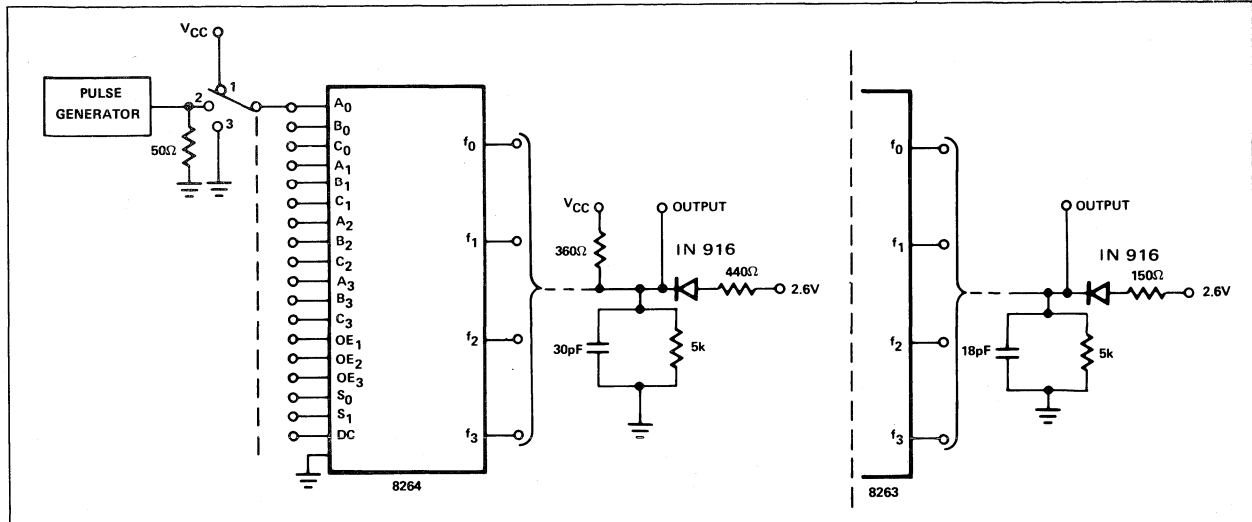 VCC
PULSE
GENERATOR
1
2
3
50Ω
A0
B0
C0
A1
B1
C1
A2
B2
C2
A3
B3
C3
OE1
OE2
OE3
S0
S1
DC
f0
f1
f2
f3
8264
VCC
OUTPUT
360Ω
IN 916
440Ω
2.6V
30pF
5k
f0
f1
f2
f3
8263
OUTPUT
IN 916
150Ω
2.6V
18pF
5k